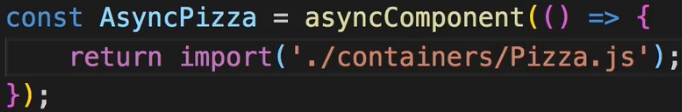 const AsyncPizza = asyncComponent(() => {
    return import('./containers/Pizza.js');
});